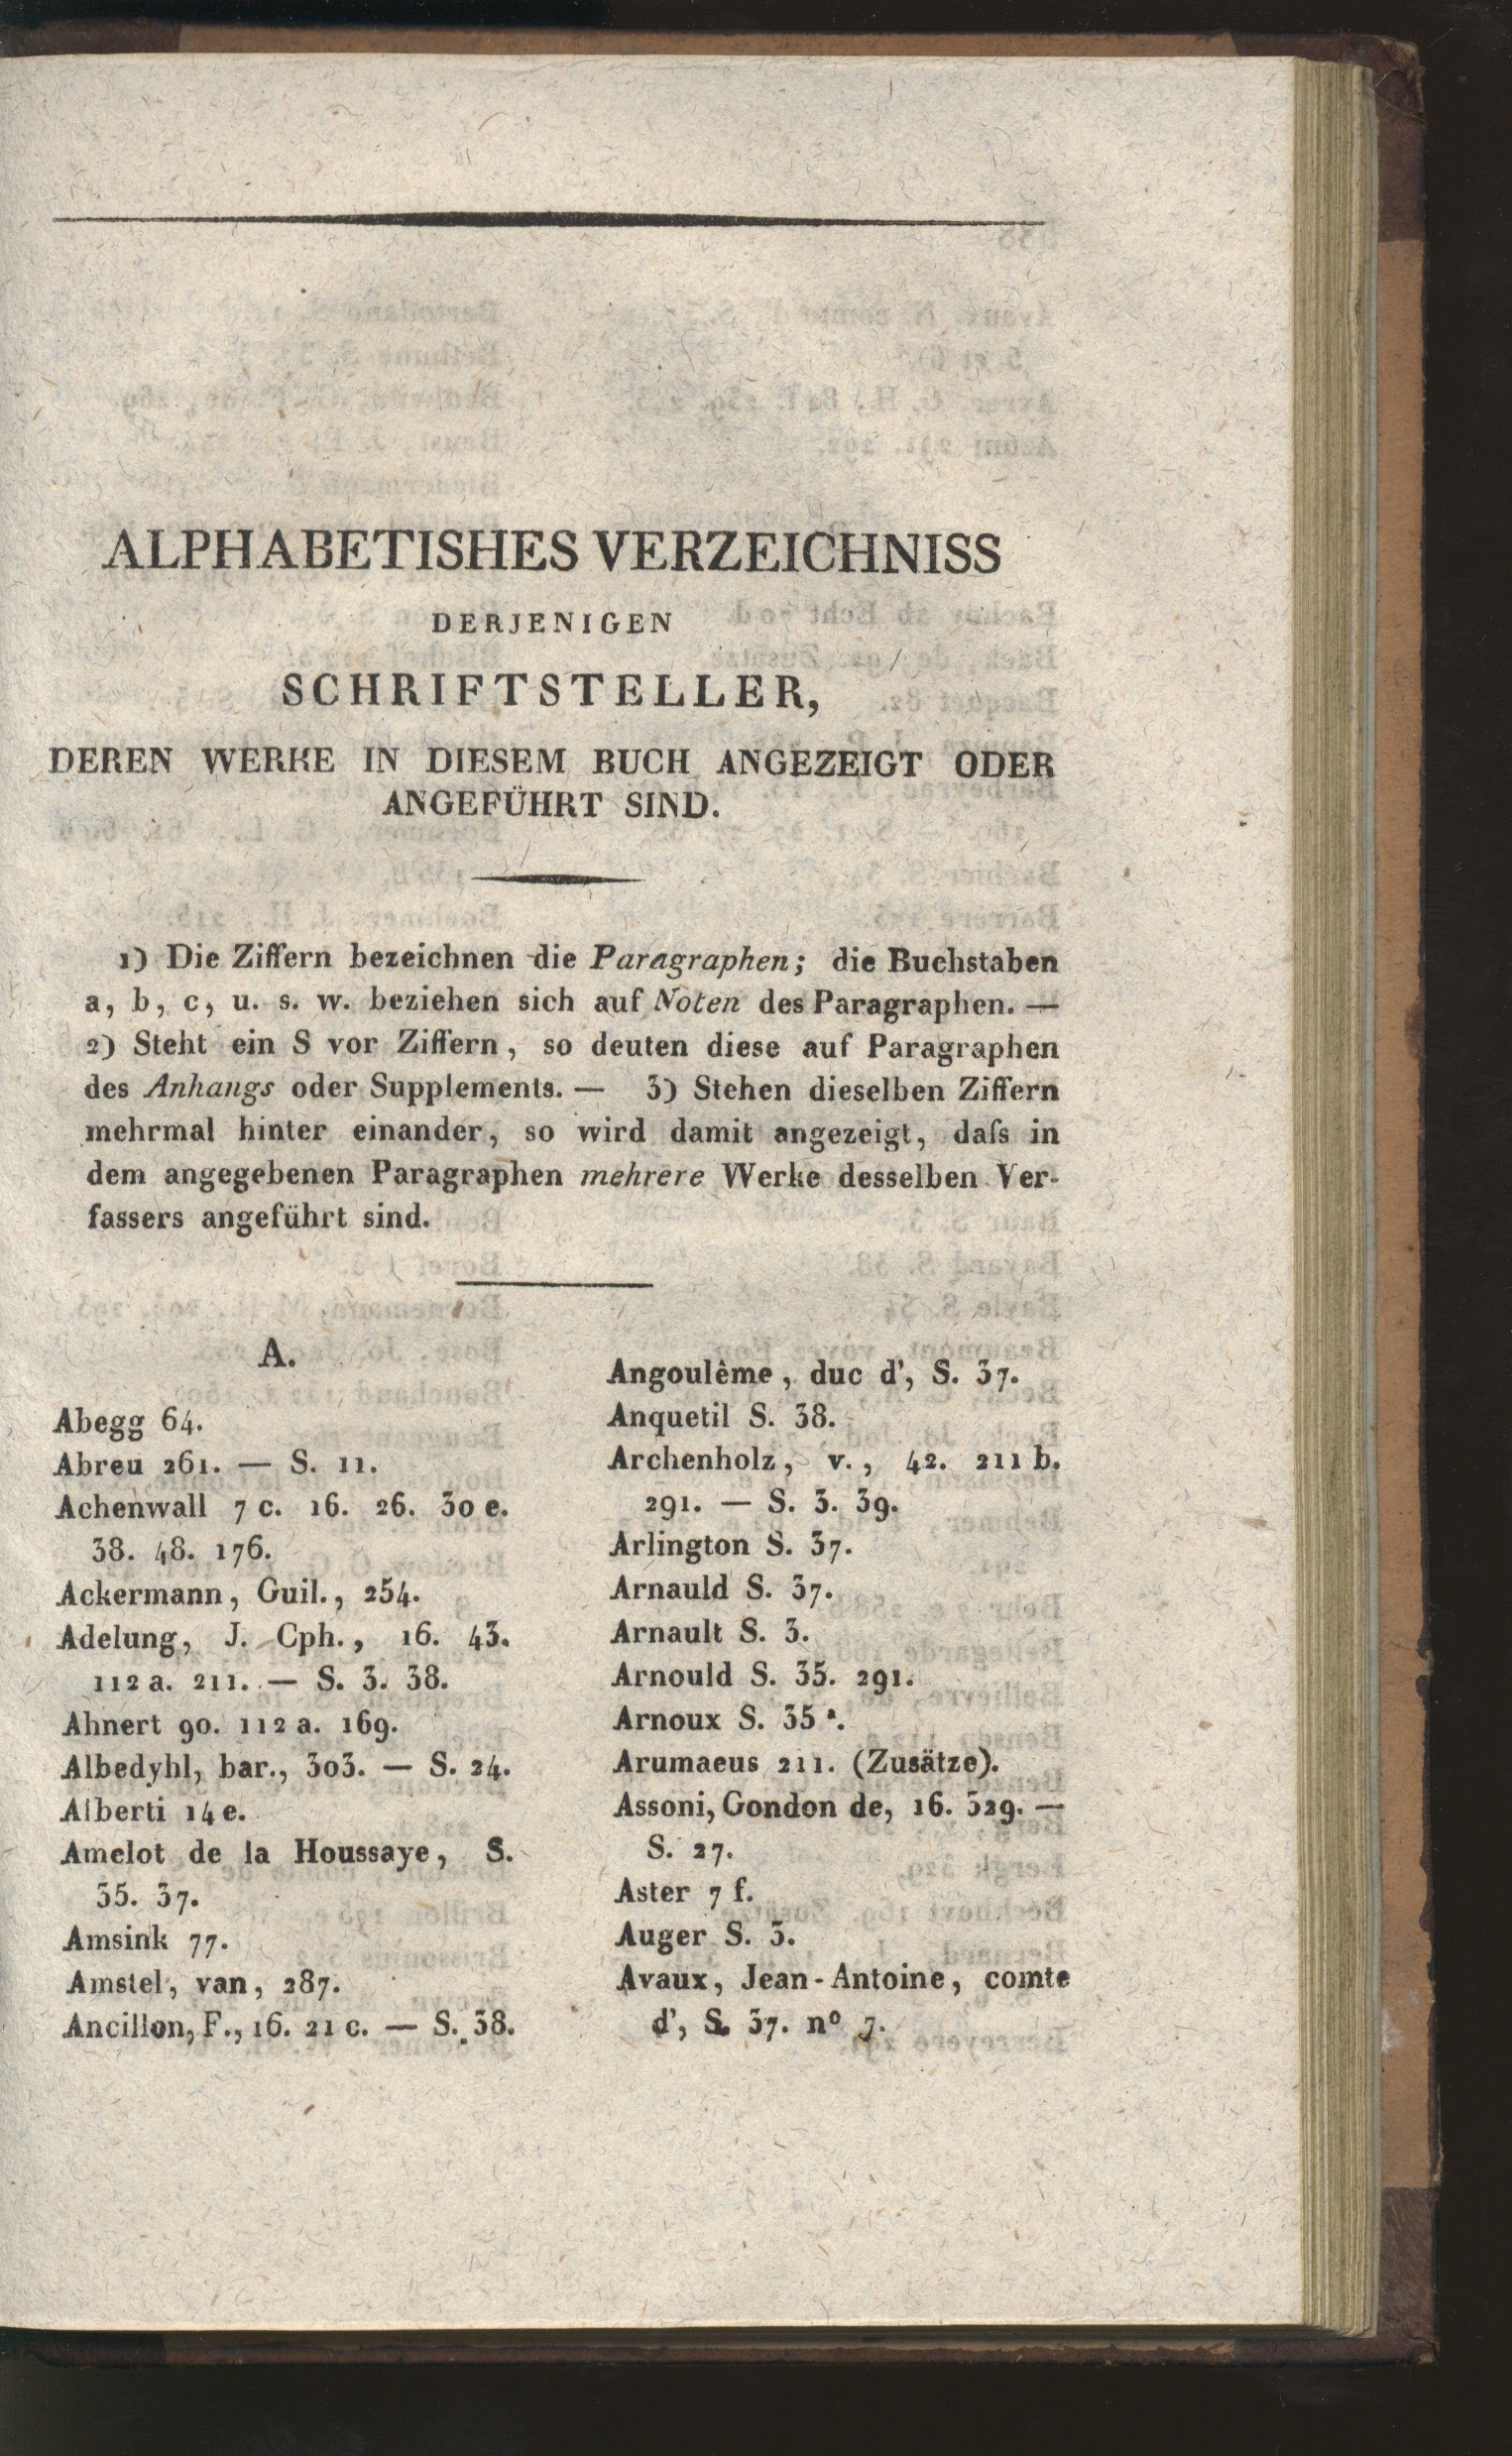 ALPHABETISHES VERZEICHNISS
DERJENIGEN
SCHRIFTSTELLER,
DEREN WERKE IN DIESEM BUCH ANGEZEIGT ODER
ANGEFÜHRT SIND.
1) Die Ziffern bezeichnen die Paragraphen; die Buchstaben
a, b, c, u. s. w. beziehen sich auf Noten des Paragraphen. —
2) Steht ein S vor Ziffern, so deuten diese auf Paragraphen
des Anhangs oder Supplements. — 3) Stehen dieselben Ziffern
mehrmal hinter einander, so wird damit angezeigt, daſs in
dem angegebenen Paragraphen mehrere Werke desselben Ver-
fassers angeführt sind.
A.
Abegg 64.
Abreu 261. — S. 11.
Achenwall 7 c. 16. 26. 30 e.
38. 48. 176.
Ackermann, Guil., 254.
Adelung, J. Cph., 16. 43.
112 a. 211. — S. 3. 38.
Ahnert 90. 112 a. 169.
Albedyhl, bar., 303. — S. 24.
Alberti 14 e.
Amelot de la Houssaye, S.
35. 37.
Amsink 77.
Amstel, van, 287.
Ancillon, F., 16. 21 c. — S. 38.
Angoulême, duc d', S. 37.
Anquetil S. 38.
Archenholz, v., 42. 211 b.
291. — S. 3. 39.
Arlington S. 37.
Arnauld S. 37.
Arnault S. 3.
Arnould S. 35. 291.
Arnoux S. 35 ª.
Arumaeus 211. (Zusätze).
Assoni, Gondon de, 16. 329. —
S. 27.
Aster 7 f.
Auger S. 3.
Avaux, Jean-Antoine, comte
d', S. 37. nº 7.